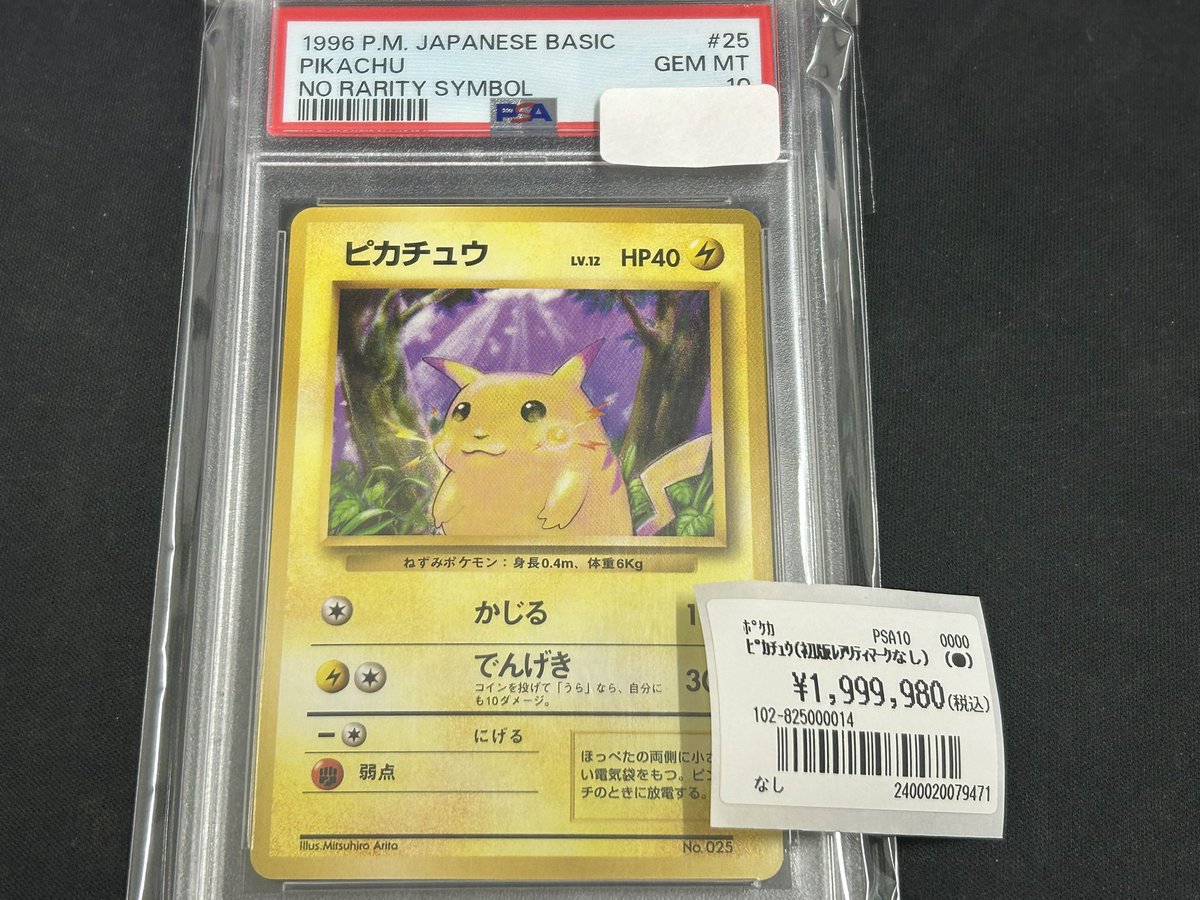 1996 P.M. JAPANESE BASIC #25
PIKACHU GEM MT
NO RARITY SYMBOL 10
PSA
ピカチュウ LV.12 HP40
ねずみポケモン：身長0.4m、体重6Kg
かじる
でんげき 30
コインを投げて「うら」なら、自分に
も10ダメージ。
にげる
弱点
ほっぺたの両側に小さ
い電気袋をもつ。ピン
チのときに放電する。
Illus.Mitsuhiro Arita No. 025
ﾎﾟｹｶ PSA10 0000
ﾋﾟｶﾁｭｳ(初版ﾚｱﾘﾃｨﾏｰｸなし) (●)
¥1,999,980(税込)
102-825000014
なし 2400020079471